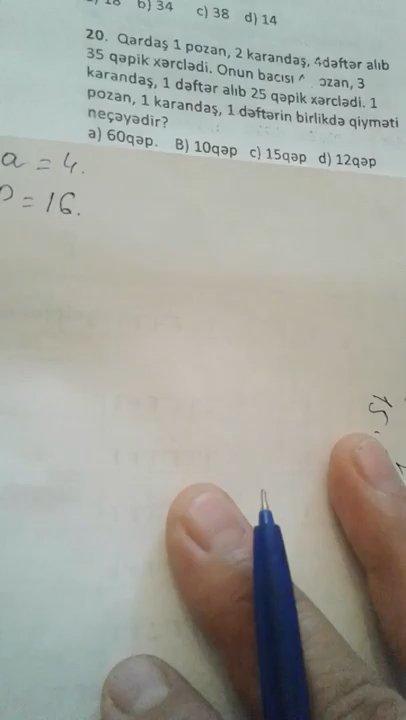 b) 34 c) 38 d) 14
20. Qardaş 1 pozan, 2 karandaş, 4dəftər alıb
35 qəpik xərclədi. Onun bacısı 3
karandaş, 1 dəftər alıb 25 qəpik xərclədi. 1
pozan, 1 karandaş, 1 dəftərin birlikdə qiyməti
neçəyədir?
a) 60qəp. B) 10qəp c) 15qəp d) 12qəp
a = 4.
= 16.
15.